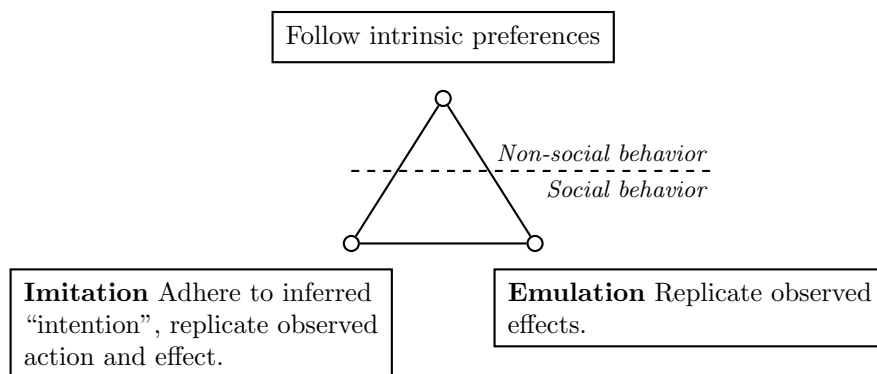 Follow intrinsic preferences
Non-social behavior
Social behavior
Imitation Adhere to inferred
“intention”, replicate observed
action and effect.
Emulation Replicate observed
effects.